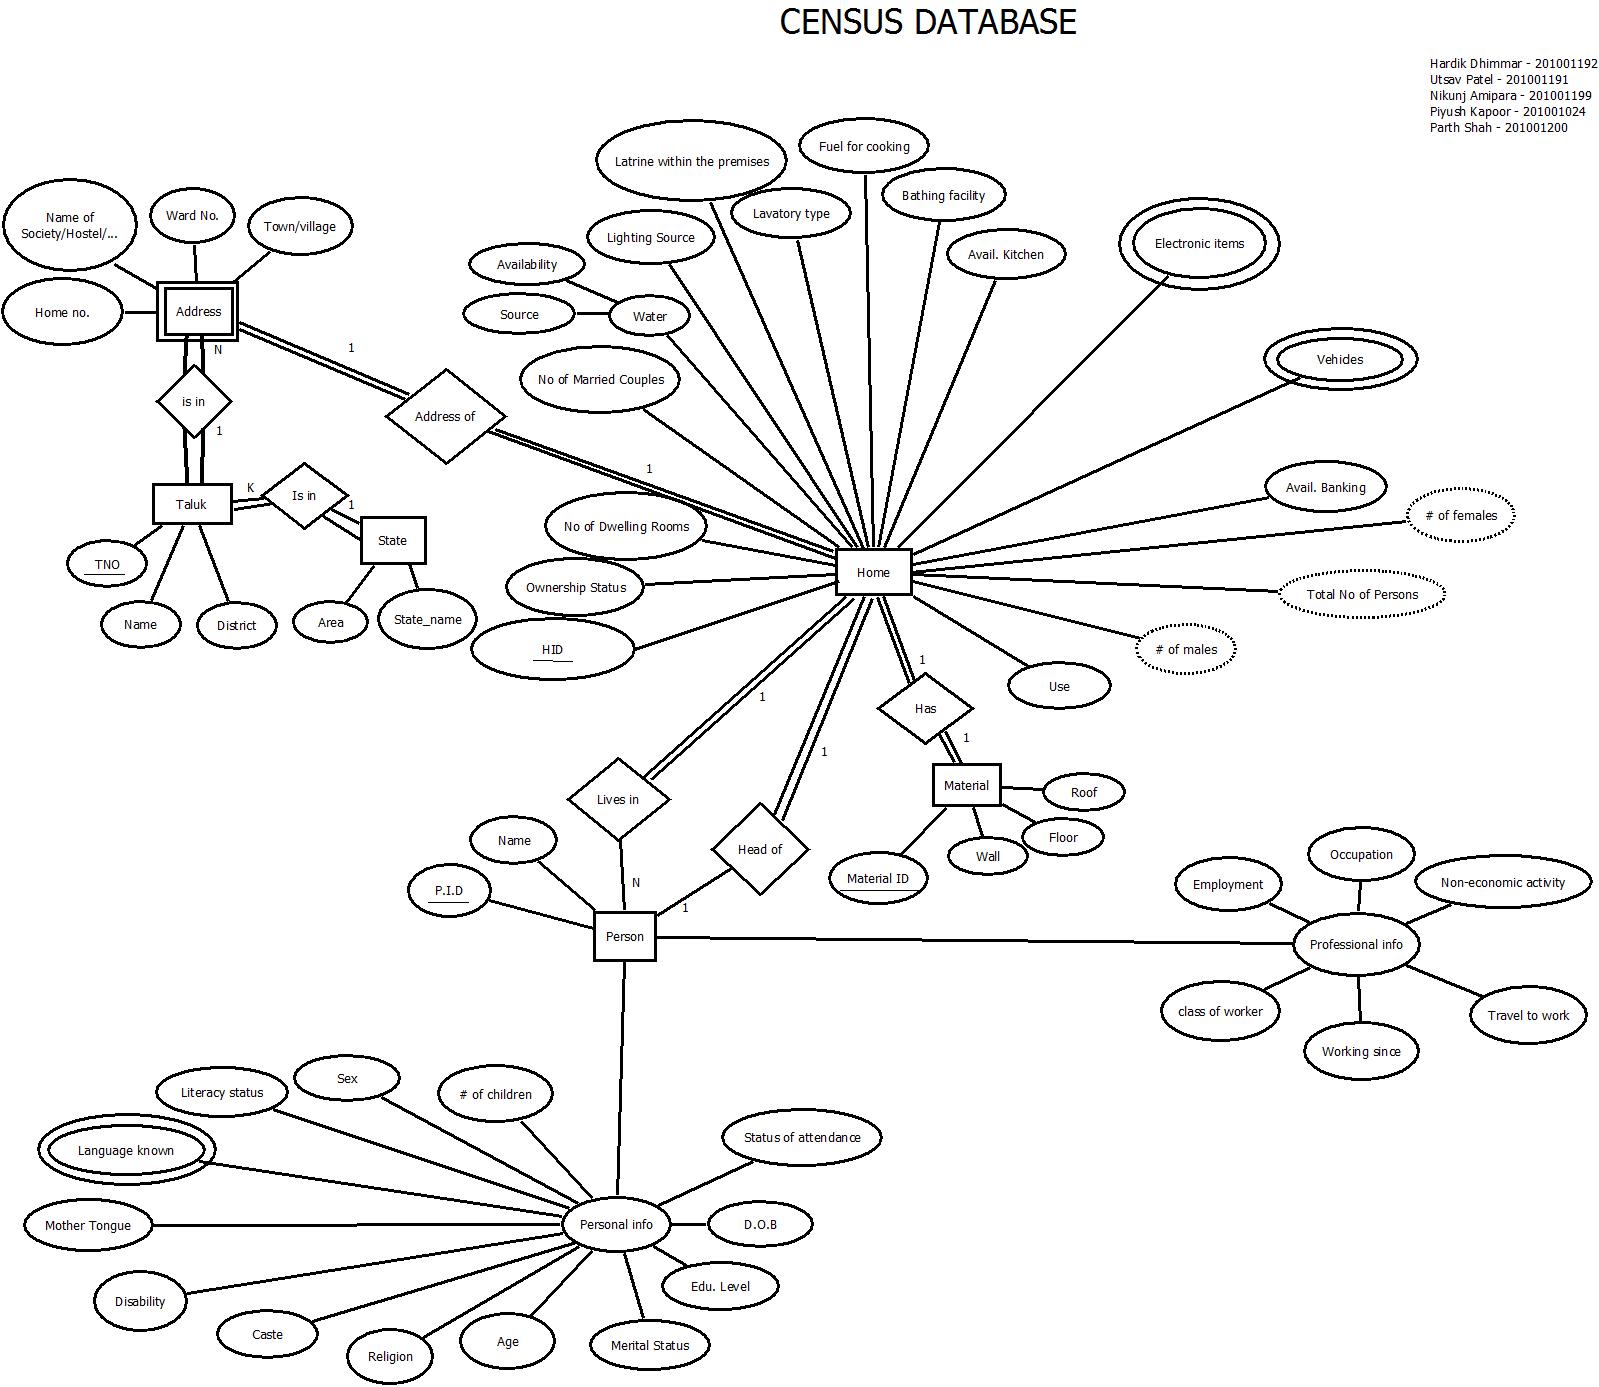 CENSUS DATABASE
Hardik Dhimmar - 201001192
Utsav Patel - 201001191
Nikunj Amipara - 201001199
Piyush Kapoor - 201001024
Parth Shah - 201001200
Fuel for cooking
Latrine within the premises
Bathing facility
Lavatory type
Name of
Society/Hostel/...
Ward No.
Town/village
Lighting Source
Electronic items
Avail. Kitchen
Availability
Home no.
Address
Source
Water
N
1
Vehicles
No of Married Couples
is in
Address of
1
1
Avail. Banking
K
Is in
1
Taluk
# of females
No of Dwelling Rooms
State
TNO
Home
Ownership Status
Total No of Persons
Name
District
Area
State_name
HID
# of males
1
Use
1
Has
1
1
Material
Roof
Lives in
Name
Head of
Floor
Wall
Material ID
Occupation
N
P.I.D
1
Employment
Non-economic activity
Person
Professional info
class of worker
Travel to work
Working since
Sex
Literacy status
# of children
Status of attendance
Language known
Mother Tongue
Personal info
D.O.B
Edu. Level
Disability
Caste
Age
Merital Status
Religion